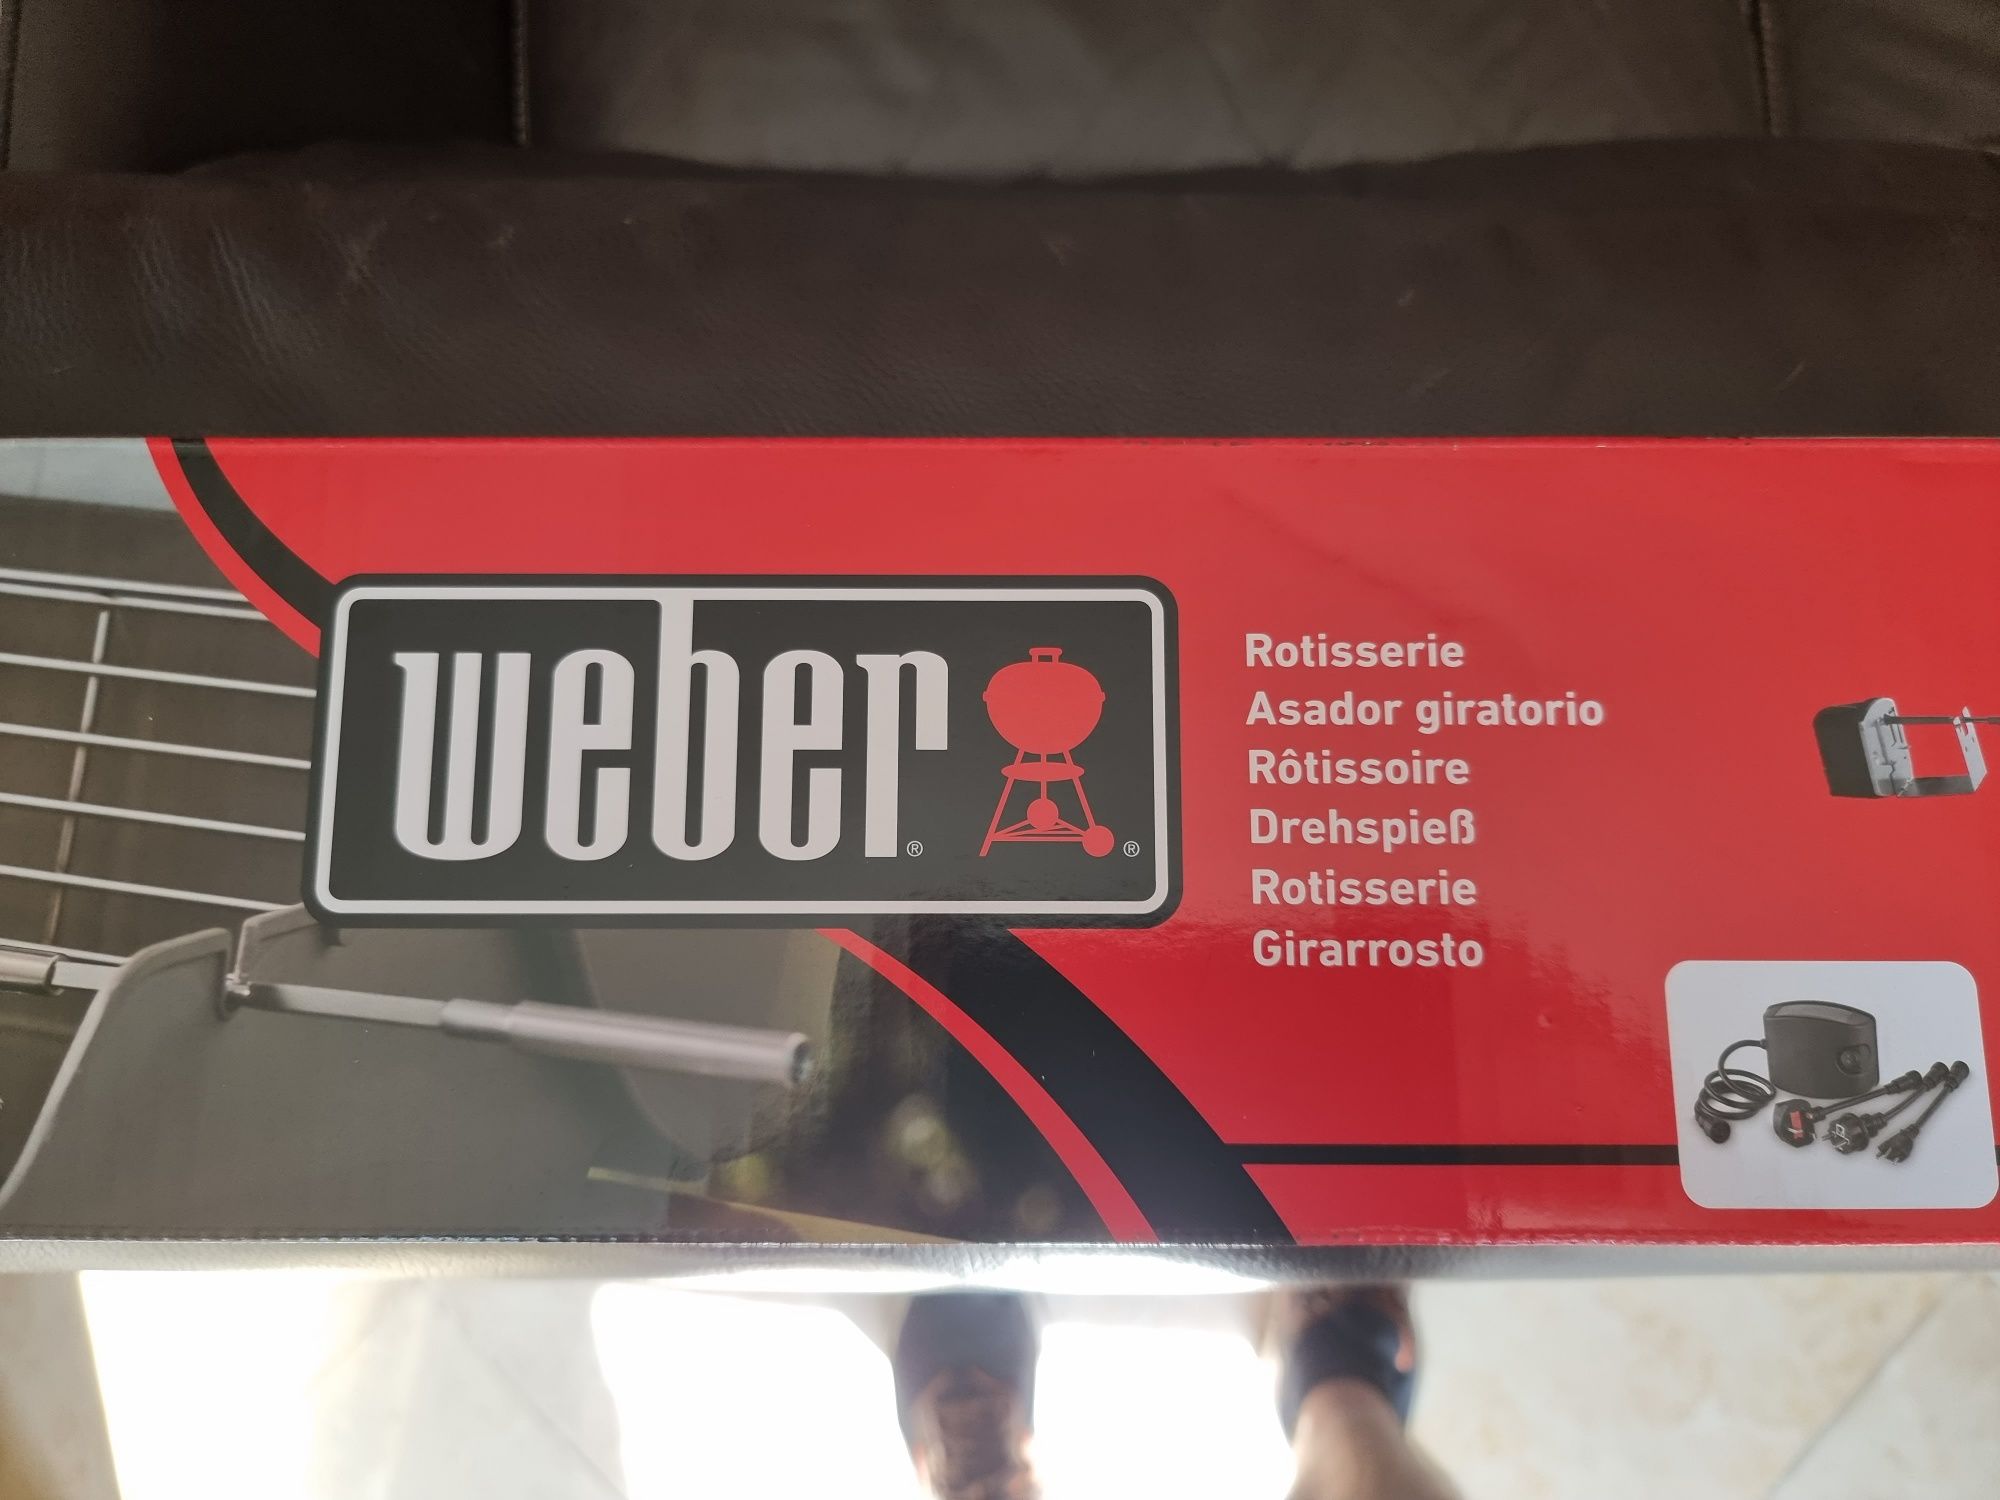 weber® ®
Rotisserie
Asador giratorio
Rôtissoire
Drehspieß
Rotisserie
Girarrosto